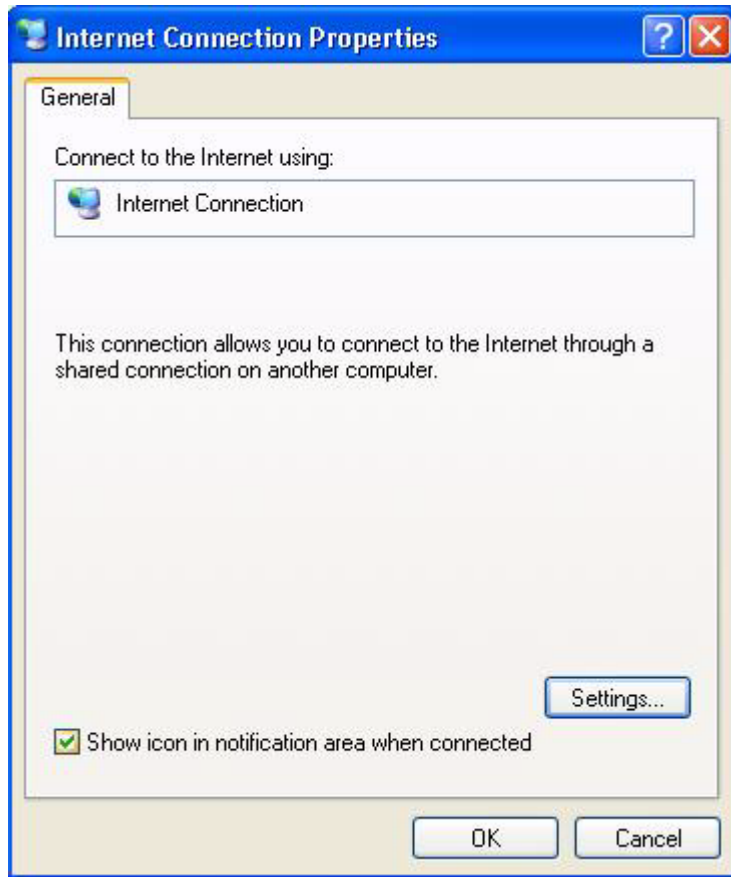 Internet Connection Properties
General
Connect to the Internet using:
Internet Connection
This connection allows you to connect to the Internet through a
shared connection on another computer.
Settings...
Show icon in notification area when connected
OK
Cancel